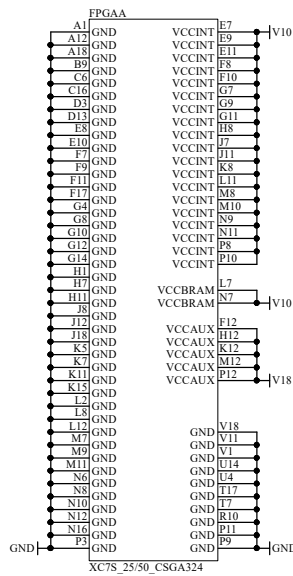 FPGAA
A1 GND VCCINT E7 V10
A12 GND VCCINT E9
A18 GND VCCINT E11
B9 GND VCCINT F8
C6 GND VCCINT F10
C16 GND VCCINT G7
D3 GND VCCINT G9
D13 GND VCCINT G11
E8 GND VCCINT H8
E10 GND VCCINT J7
F7 GND VCCINT J11
F9 GND VCCINT K8
F11 GND VCCINT L11
F17 GND VCCINT M8
G4 GND VCCINT M10
G8 GND VCCINT N9
G10 GND VCCINT N11
G12 GND VCCINT P8
G14 GND VCCINT P10
H1 GND
H7 GND VCCBRAM L7
H11 GND VCCBRAM N7 V10
J8 GND
J12 GND VCCAUX F12
J18 GND VCCAUX H12
K5 GND VCCAUX K12
K7 GND VCCAUX M12
K11 GND VCCAUX P12 V18
K15 GND
L2 GND
L8 GND
L12 GND GND V18
M7 GND GND V11
M9 GND GND V1
M11 GND GND U14
N6 GND GND U4
N8 GND GND T17
N10 GND GND T7
N12 GND GND R10
N16 GND GND P11
GND P3 GND GND P9 GND
XC7S_25/50_CSGA324